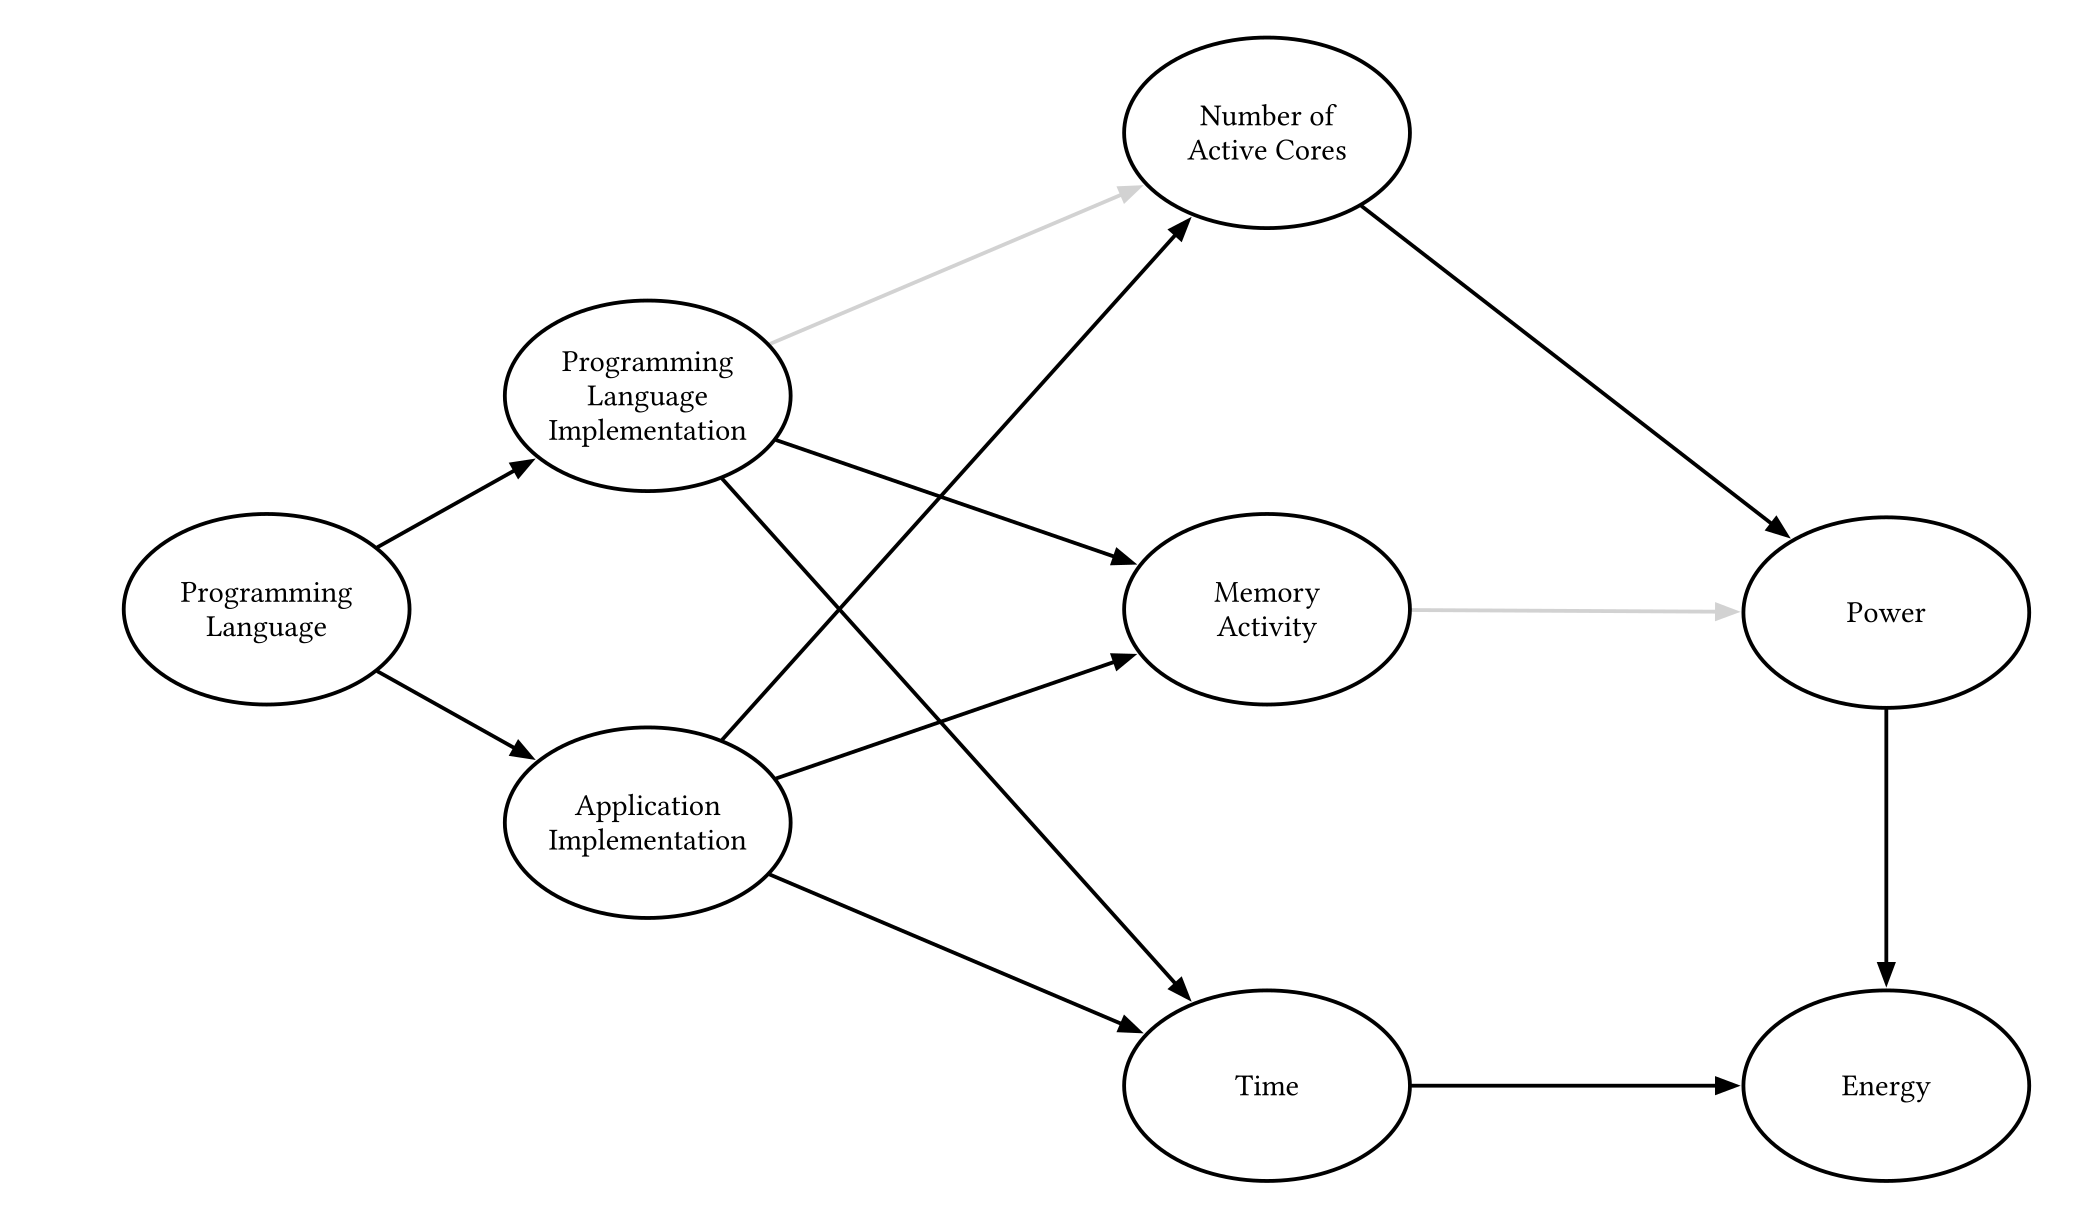 Number of
Active Cores
Programming
Language
Implementation
Programming
Language
Memory
Activity
Power
Application
Implementation
Time
Energy